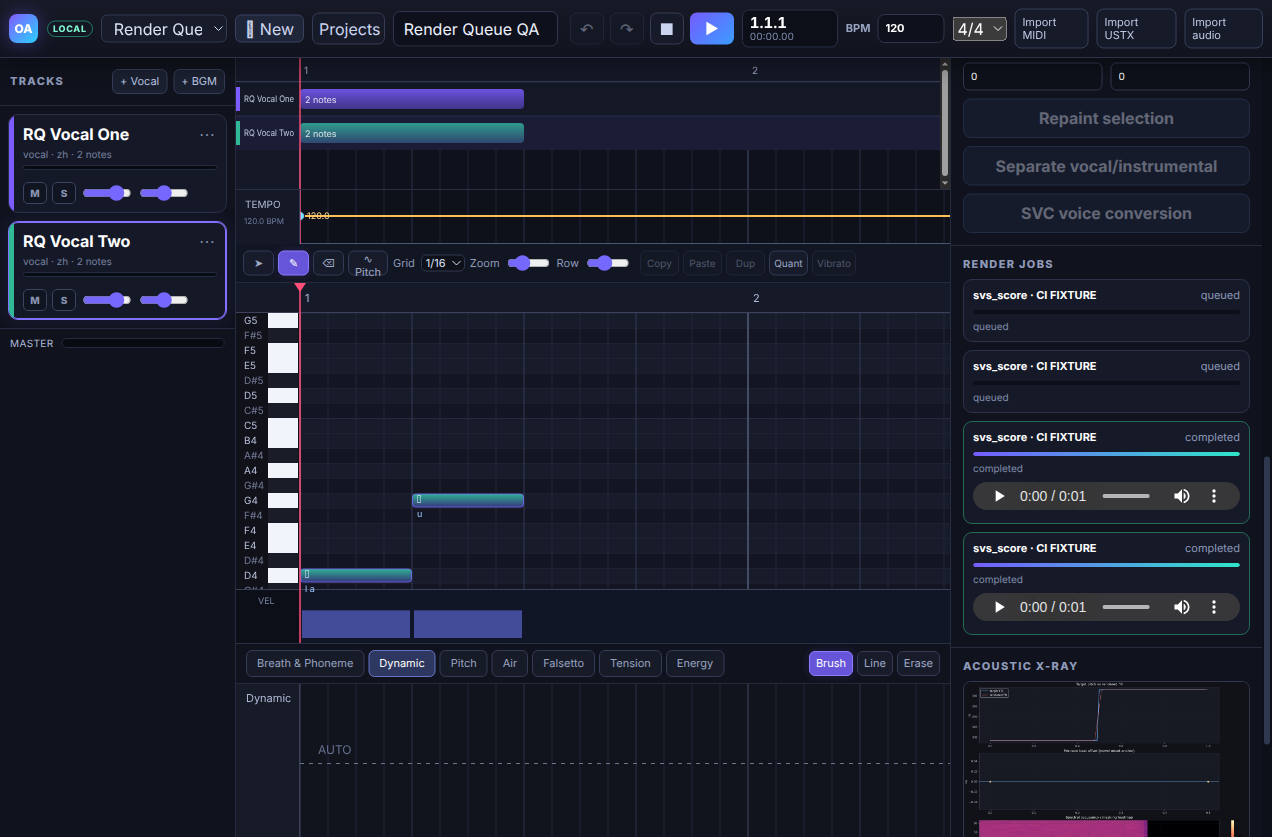 OA LOCAL Render Que New Projects Render Queue QA 1.1.1 BPM 120 4/4 Import MIDI Import USTX Import audio
00:00.00
TRACKS + Vocal + BGM
RQ Vocal One ...
vocal · zh · 2 notes
M S
RQ Vocal Two ...
vocal · zh · 2 notes
M S
MASTER
1 2
RQ Vocal One 2 notes
RQ Vocal Two 2 notes
TEMPO
120.0 BPM 120.0
Pitch Grid 1/16 Zoom Row Copy Paste Dup Quant Vibrato
1 2
G5
F#5
F5
E5
D#5
D5
C#5
C5
B4
A#4
A4
G#4
G4
F#4 u
F4
E4
D#4
D4
l a
VEL
Breath & Phoneme Dynamic Pitch Air Falsetto Tension Energy Brush Line Erase
Dynamic
AUTO
0 0
Repaint selection
Separate vocal/instrumental
SVC voice conversion
RENDER JOBS
svs_score · CI FIXTURE queued
queued
svs_score · CI FIXTURE queued
queued
svs_score · CI FIXTURE completed
completed
0:00 / 0:01
svs_score · CI FIXTURE completed
completed
0:00 / 0:01
ACOUSTIC X-RAY